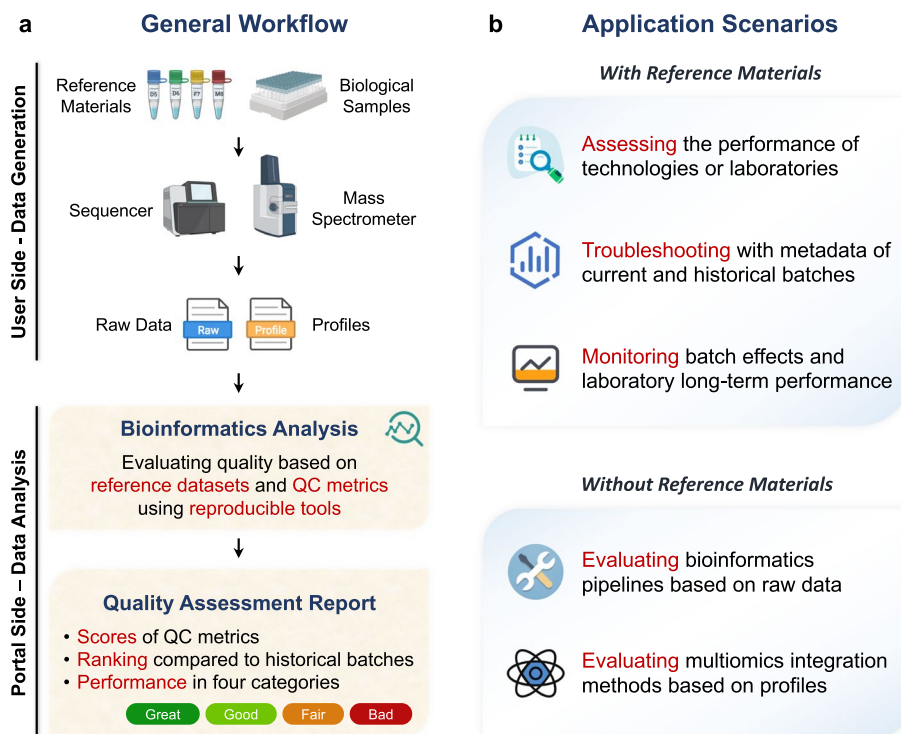 a
General Workflow
User Side - Data Generation
Reference
Materials
D5
D6
F7
M8
Biological
Samples
Sequencer
Mass
Spectrometer
Raw Data
Raw
Profile
Profiles
Portal Side – Data Analysis
Bioinformatics Analysis
Evaluating quality based on
reference datasets and QC metrics
using reproducible tools
Quality Assessment Report
• Scores of QC metrics
• Ranking compared to historical batches
• Performance in four categories
Great
Good
Fair
Bad
b
Application Scenarios
With Reference Materials
Assessing the performance of
technologies or laboratories
Troubleshooting with metadata of
current and historical batches
Monitoring batch effects and
laboratory long-term performance
Without Reference Materials
Evaluating bioinformatics
pipelines based on raw data
Evaluating multiomics integration
methods based on profiles